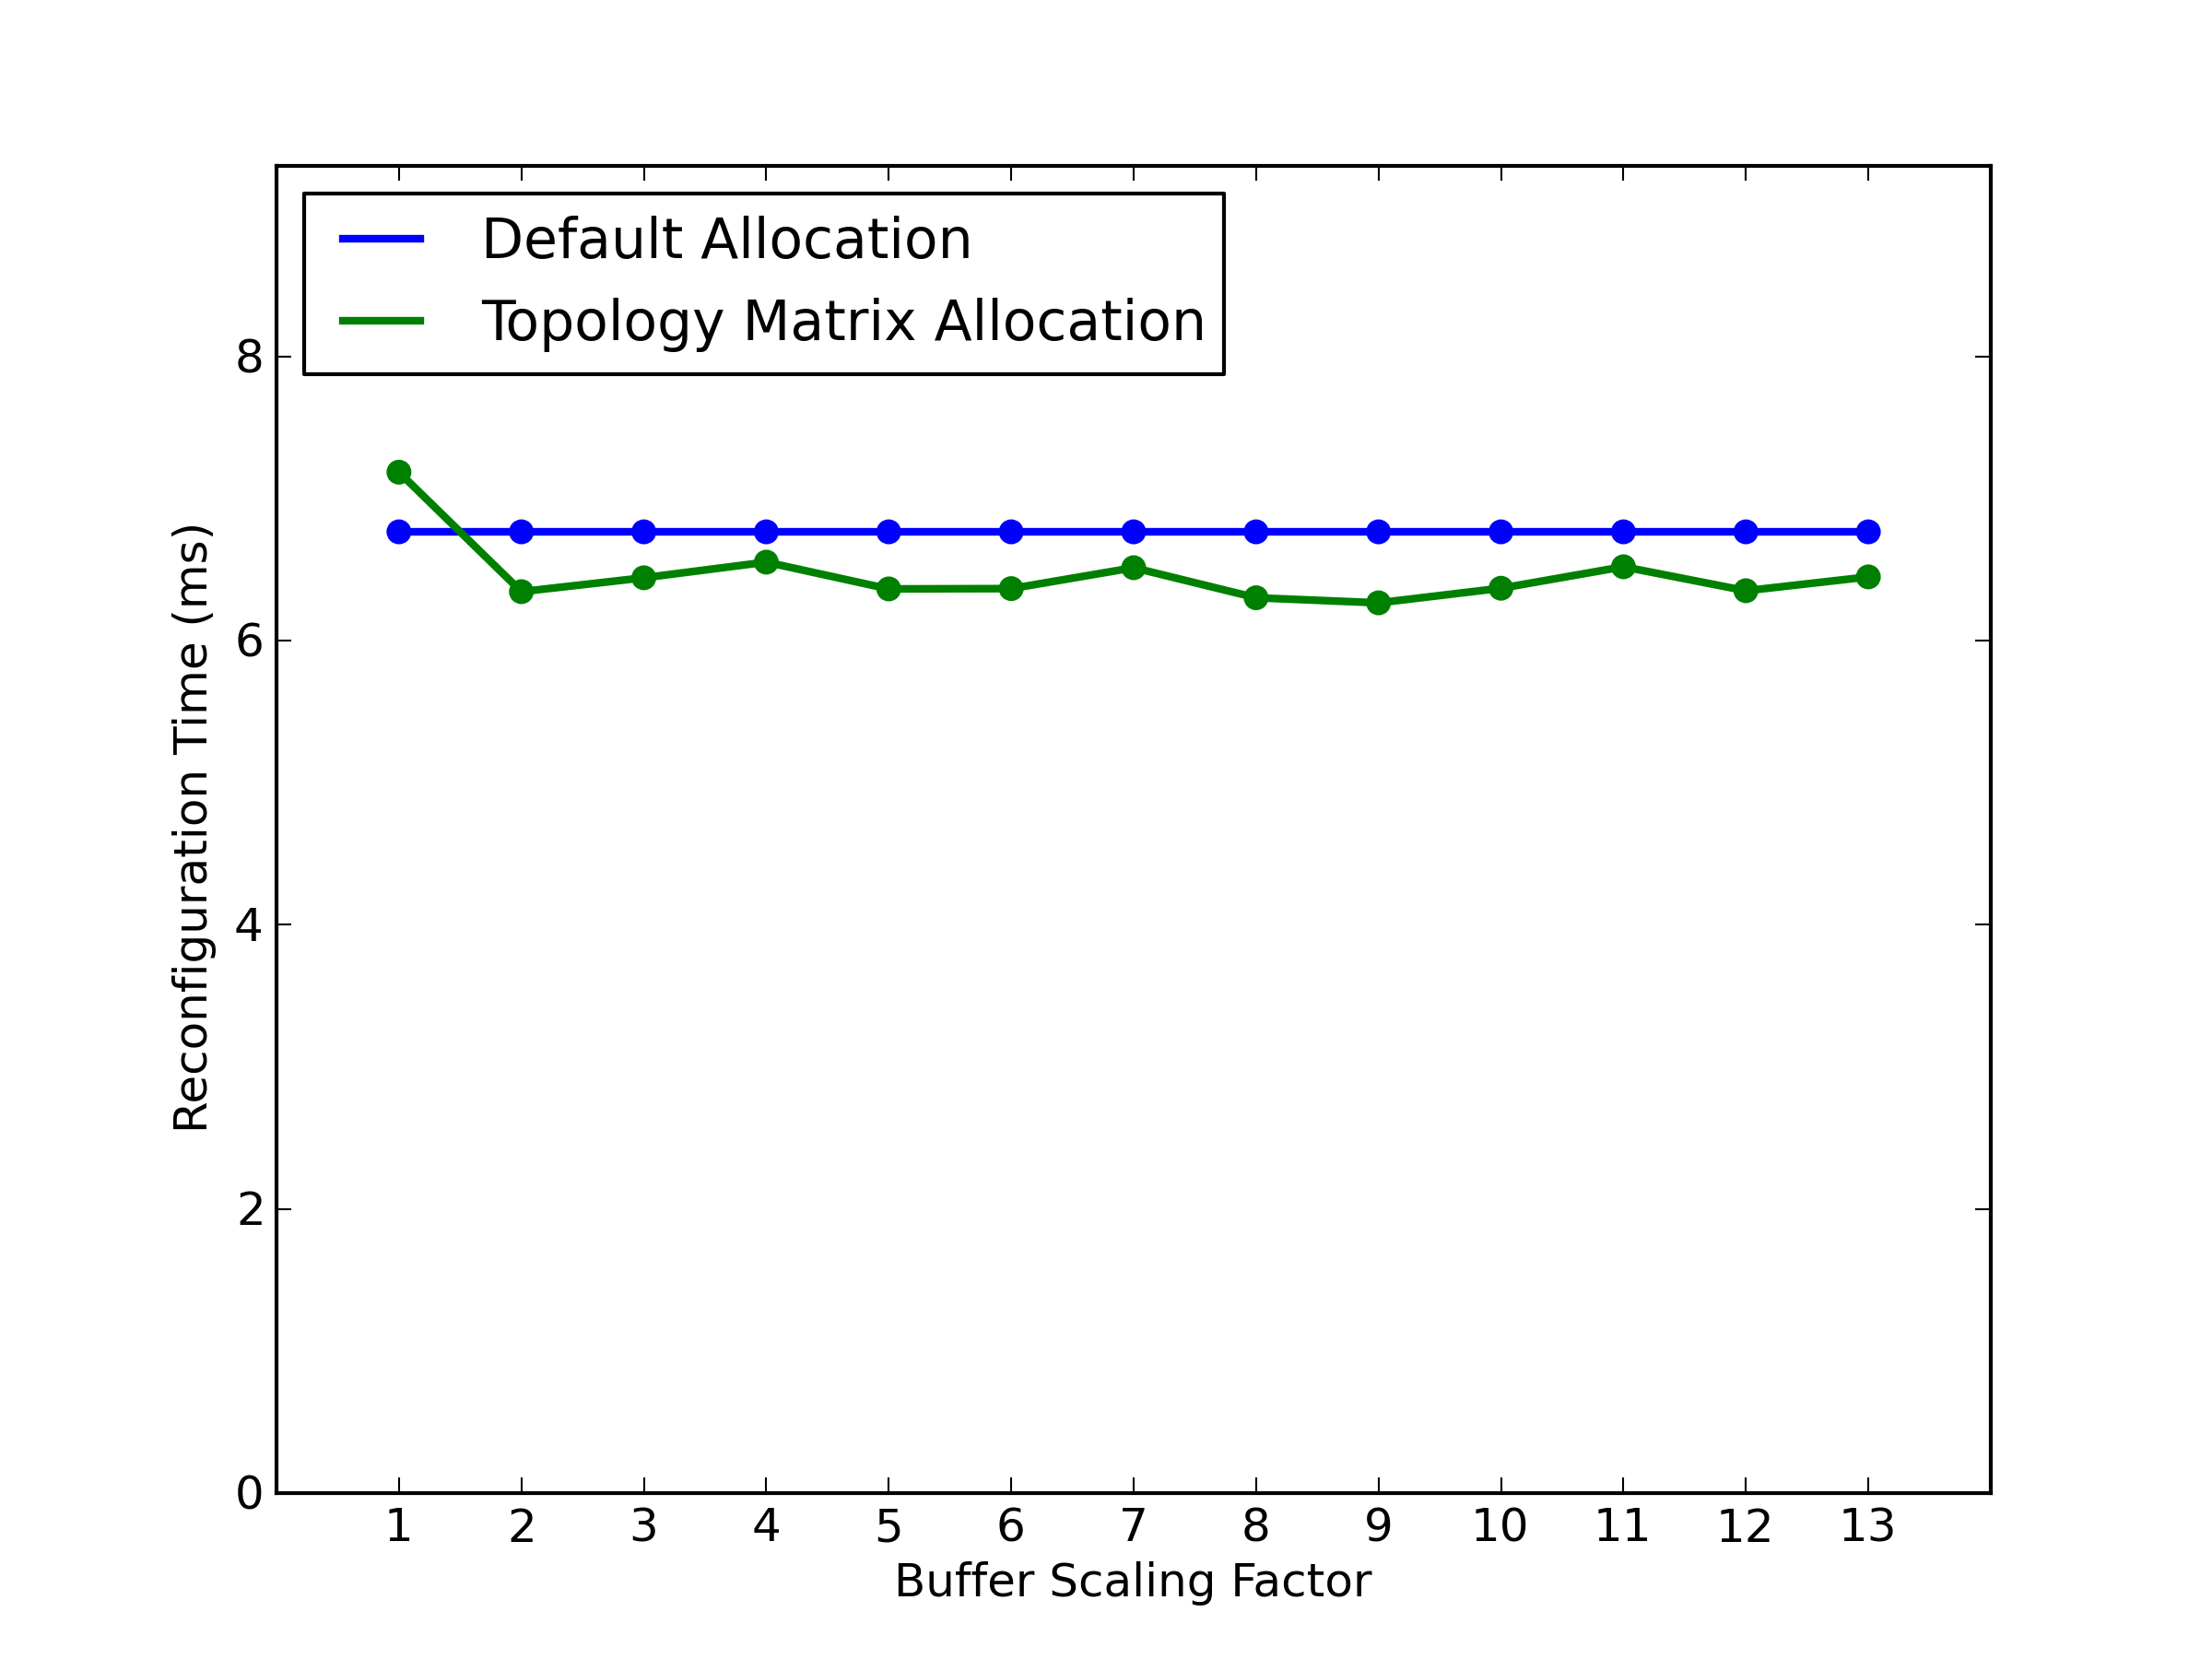 Default Allocation
Topology Matrix Allocation
8
6
4
2
0
Reconfiguration Time (ms)
1 2 3 4 5 6 7 8 9 10 11 12 13
Buffer Scaling Factor